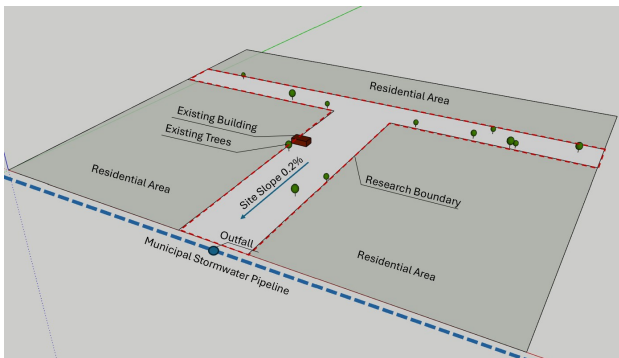 Residential Area
Existing Building
Existing Trees
Residential Area
Site Slope 0.2%
Research Boundary
Outfall
Residential Area
Municipal Stormwater Pipeline